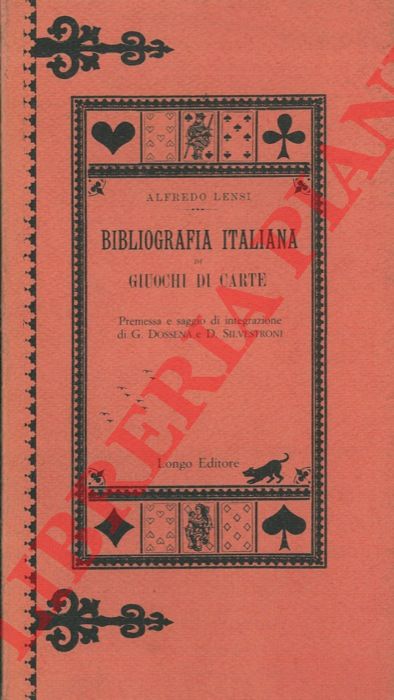 ALFREDO LENSI
BIBLIOGRAFIA ITALIANA
DI
GIUOCHI DI CARTE
Premessa e saggio di integrazione
di G. DOSSENA e D. SILVESTRONI
Longo Editore
LIBRERIA PIANI